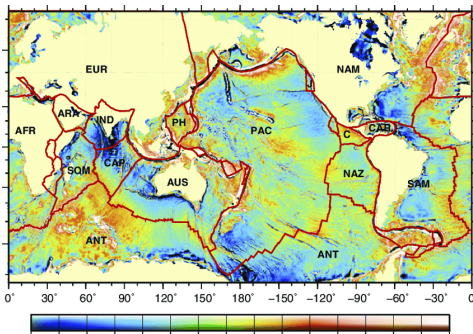 EUR
NAM
ARA
IND
PH
CAR
AFR
PAC
C
SOM
CAP
AUS
NAZ
SAM
ANT
ANT
0° 30° 60° 90° 120° 150° -180° -150° -120° -90° -60° -30° 0